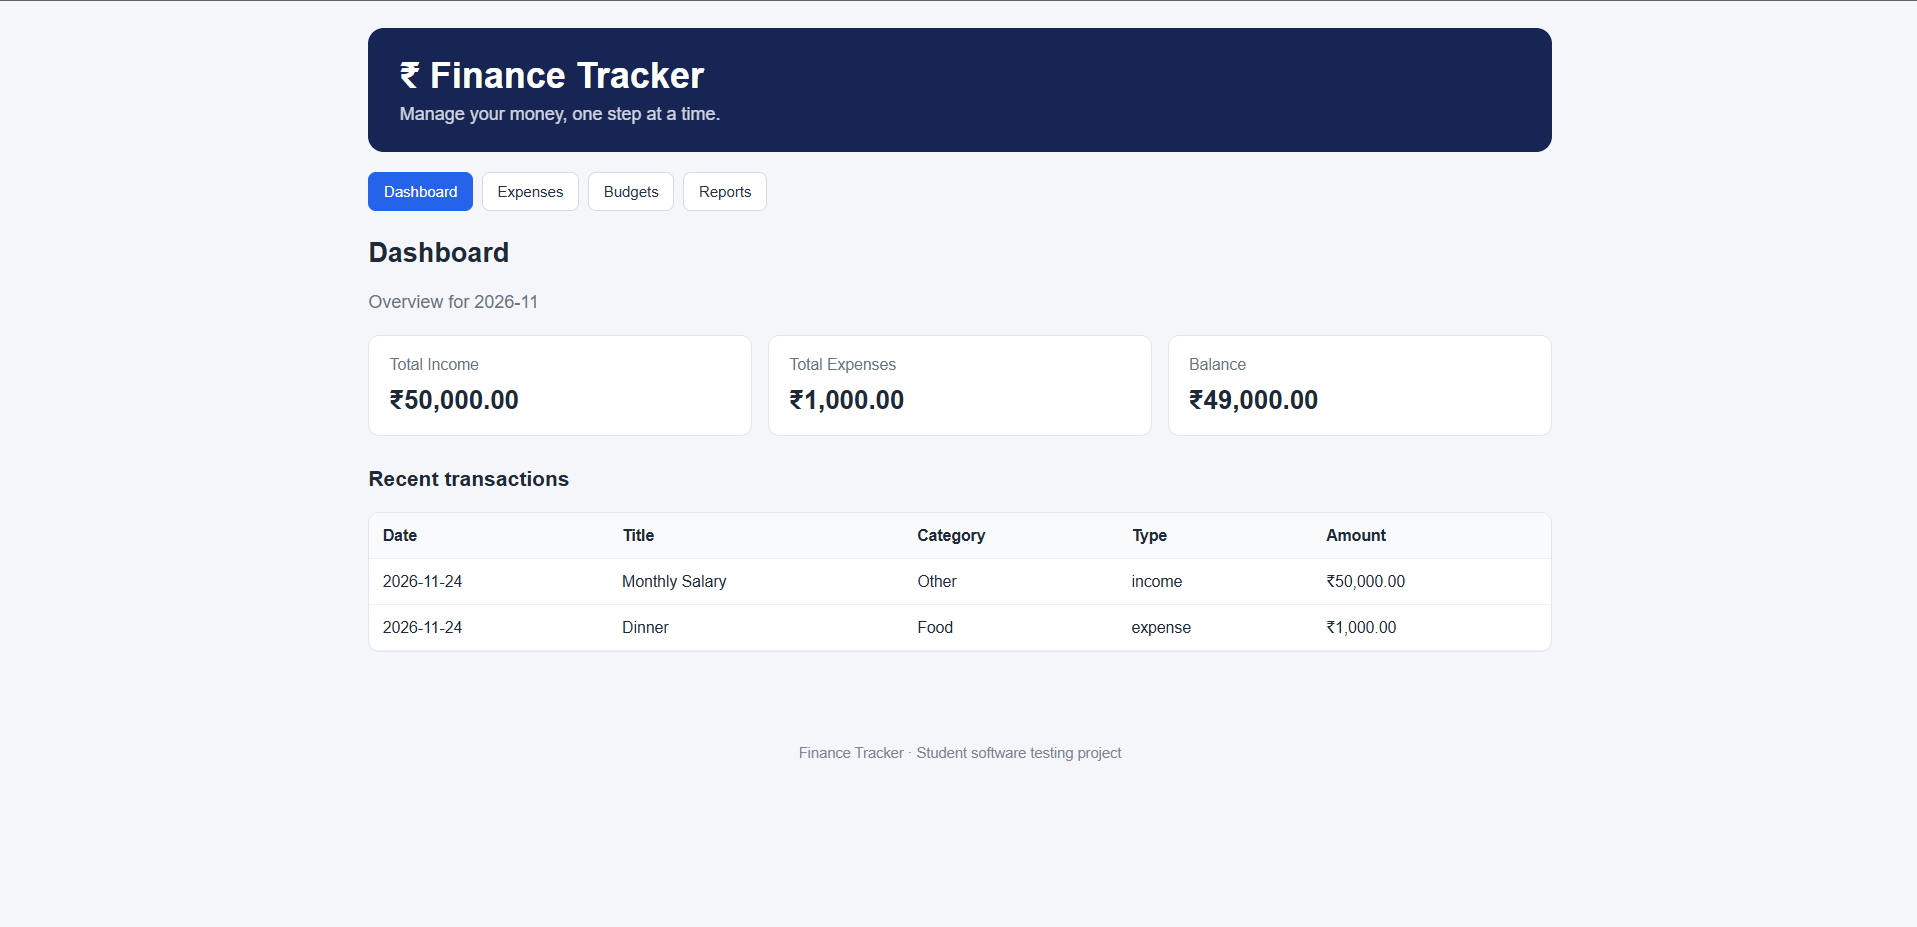 ₹ Finance Tracker
Manage your money, one step at a time.
Dashboard Expenses Budgets Reports
Dashboard
Overview for 2026-11
Total Income Total Expenses Balance
₹50,000.00 ₹1,000.00 ₹49,000.00
Recent transactions
Date Title Category Type Amount
2026-11-24 Monthly Salary Other income ₹50,000.00
2026-11-24 Dinner Food expense ₹1,000.00
Finance Tracker · Student software testing project